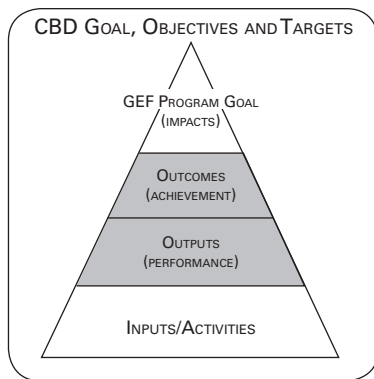 CBD GOAL, OBJECTIVES AND TARGETS
GEF PROGRAM GOAL
(IMPACTS)
OUTCOMES
(ACHIEVEMENT)
OUTPUTS
(PERFORMANCE)
INPUTS/ACTIVITIES